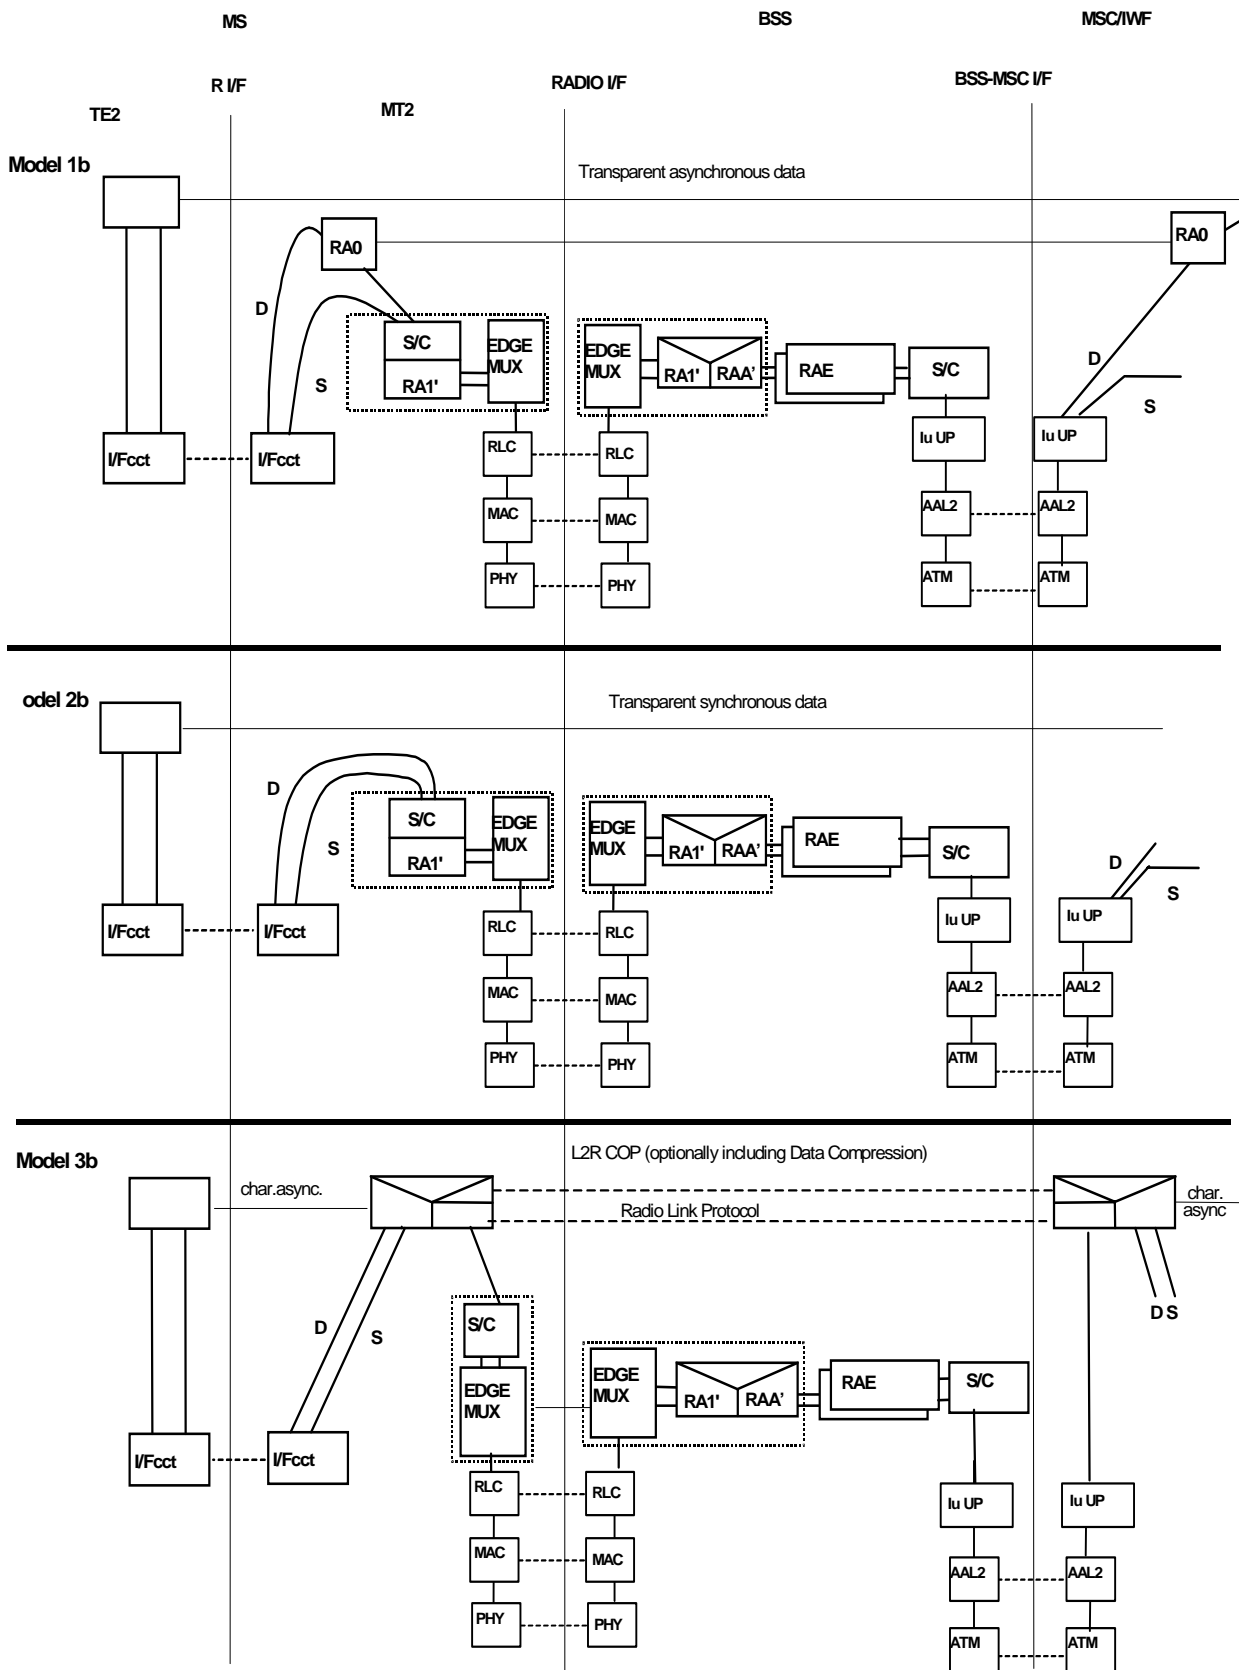 MS BSS MSC/IWF
R I/F RADIO I/F BSS-MSC I/F
TE2 MT2
Model 1b
Transparent asynchronous data
RA0 RA0
D
S/C EDGE MUX EDGE MUX
RA1' RA1' RAA' RAE S/C
S
D
S
I/Fcct I/Fcct
RLC RLC Iu UP Iu UP
MAC MAC AAL2 AAL2
PHY PHY ATM ATM
odel 2b
Transparent synchronous data
D
S/C EDGE MUX EDGE MUX
S
RA1' RA1' RAA' RAE S/C
D
S
I/Fcct I/Fcct
RLC RLC Iu UP Iu UP
MAC MAC AAL2 AAL2
PHY PHY ATM ATM
Model 3b
L2R COP (optionally including Data Compression)
char.async. char.
Radio Link Protocol async
D S
D S
S/C
EDGE MUX EDGE MUX
RA1' RAA' RAE S/C
I/Fcct I/Fcct
RLC RLC Iu UP Iu UP
MAC MAC AAL2 AAL2
PHY PHY ATM ATM